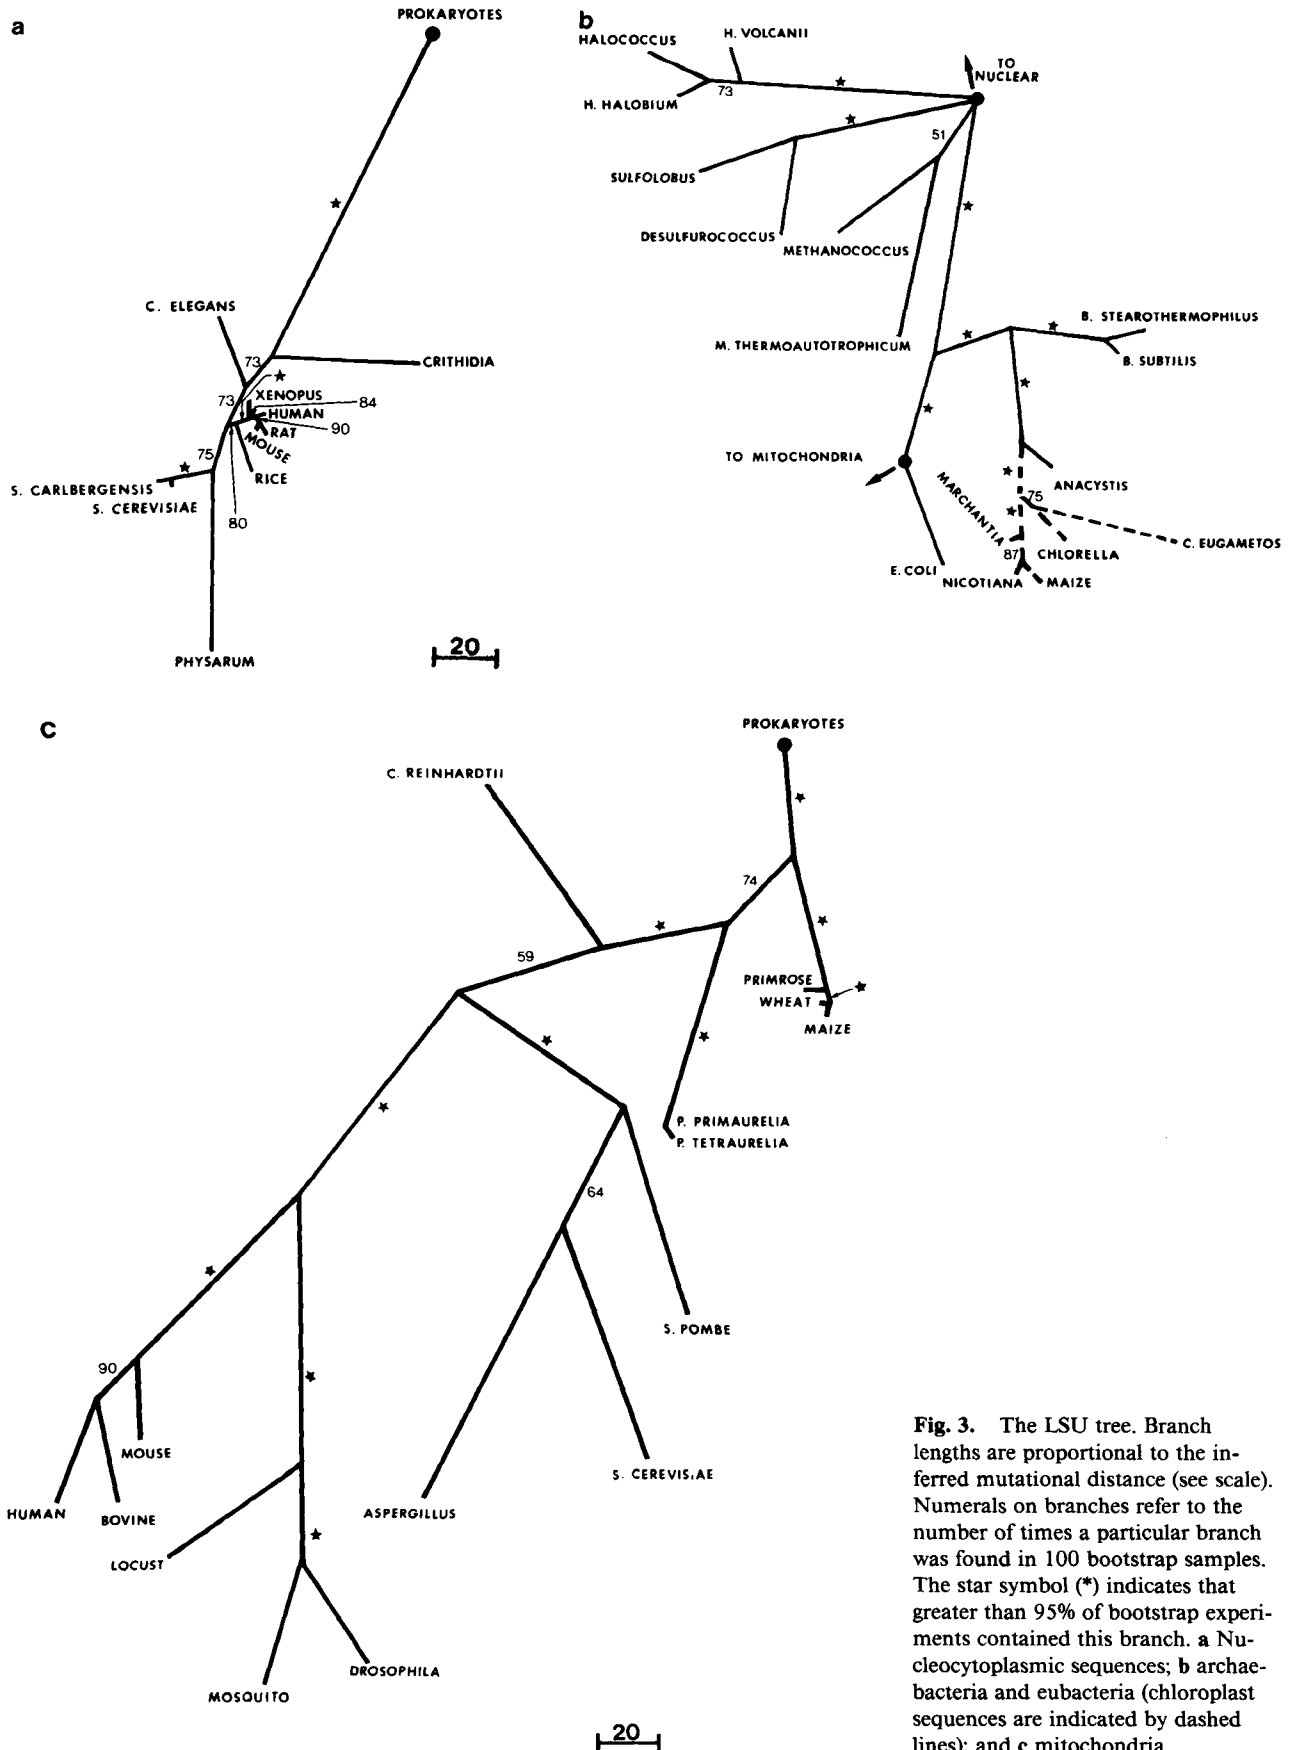 a
PROKARYOTES
C. ELEGANS
73
CRITHIDIA
★
★
73
XENOPUS
84
HUMAN
90
RAT
MOUSE
75
★
RICE
S. CARLBERGENSIS
S. CEREVISIAE
80
PHYSARUM
20
b
HALOCOCCUS
H. VOLCANII
TO
NUCLEAR
★
73
H. HALOBIUM
★
51
SULFOLOBUS
★
DESULFUROCOCCUS
METHANOCOCCUS
B. STEAROTHERMOPHILUS
★
★
M. THERMOAUTOTROPHICUM
B. SUBTILIS
★
★
TO MITOCHONDRIA
★
MARCHANTIA
ANACYSTIS
75
★
C. EUGAMETOS
87
CHLORELLA
E. COLI
NICOTIANA
MAIZE
c
PROKARYOTES
C. REINHARDTII
★
74
★
★
59
PRIMROSE
★
WHEAT
MAIZE
★
★
★
P. PRIMAURELIA
P. TETRAURELIA
64
★
S. POMBE
90
★
MOUSE
S. CEREVISIAE
HUMAN
BOVINE
ASPERGILLUS
LOCUST
★
DROSOPHILA
MOSQUITO
20
Fig. 3. The LSU tree. Branch
lengths are proportional to the in-
ferred mutational distance (see scale).
Numerals on branches refer to the
number of times a particular branch
was found in 100 bootstrap samples.
The star symbol (*) indicates that
greater than 95% of bootstrap experi-
ments contained this branch. a Nu-
cleocytoplasmic sequences; b archae-
bacteria and eubacteria (chloroplast
sequences are indicated by dashed
lines); and c mitochondria